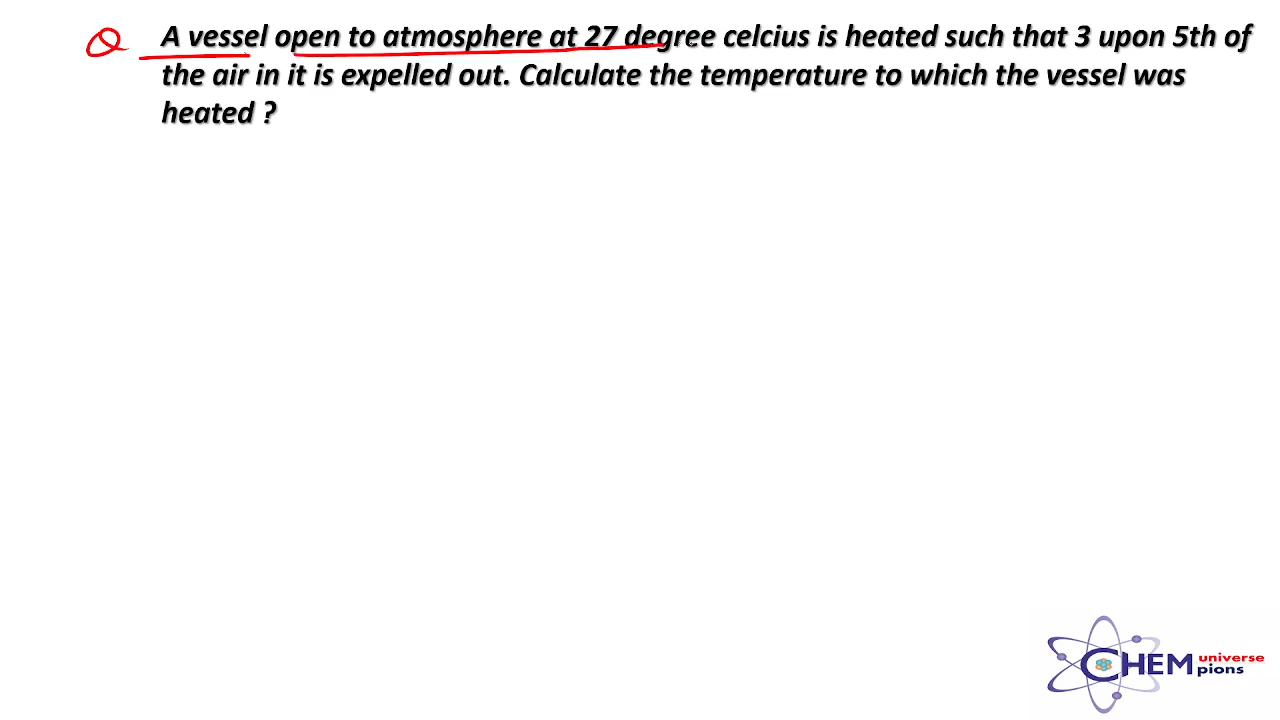 Q A vessel open to atmosphere at 27 degree celcius is heated such that 3 upon 5th of
the air in it is expelled out. Calculate the temperature to which the vessel was
heated ?
CHEM universe
pions